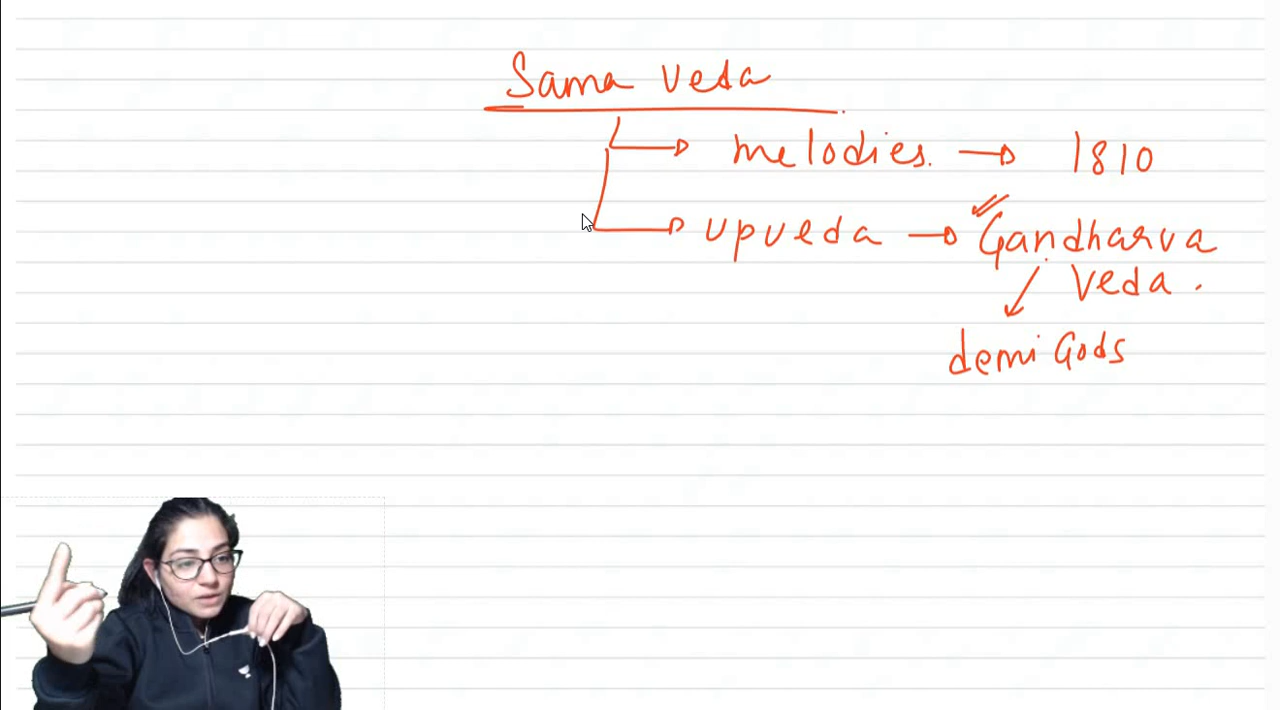 Sama Veda
melodies. → 1810
upveda → Gandharva
Veda.
demi Gods